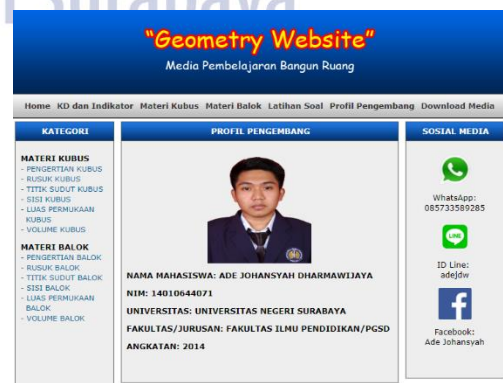 Surabaya
"Geometry Website"
Media Pembelajaran Bangun Ruang
Home KD dan Indikator Materi Kubus Materi Balok Latihan Soal Profil Pengembang Download Media
KATEGORI
MATERI KUBUS
- PENGERTIAN KUBUS
- RUSUK KUBUS
- TITIK SUDUT KUBUS
- SISI KUBUS
- LUAS PERMUKAAN
KUBUS
- VOLUME KUBUS
MATERI BALOK
- PENGERTIAN BALOK
- RUSUK BALOK
- TITIK SUDUT BALOK
- SISI BALOK
- LUAS PERMUKAAN
BALOK
- VOLUME BALOK
PROFIL PENGEMBANG
NAMA MAHASISWA: ADE JOHANSYAH DHARMAWIJAYA
NIM: 14010644071
UNIVERSITAS: UNIVERSITAS NEGERI SURABAYA
FAKULTAS/JURUSAN: FAKULTAS ILMU PENDIDIKAN/PGSD
ANGKATAN: 2014
SOSIAL MEDIA
WhatsApp:
085733589285
LINE
ID Line:
adejdw
Facebook:
Ade Johansyah